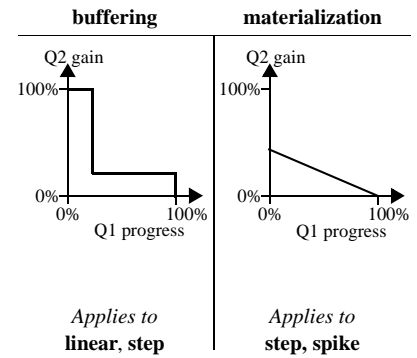 buffering
Q2 gain
100%
0%
0%
100%
Q1 progress
Applies to
linear, step
materialization
Q2 gain
100%
0%
0%
100%
Q1 progress
Applies to
step, spike